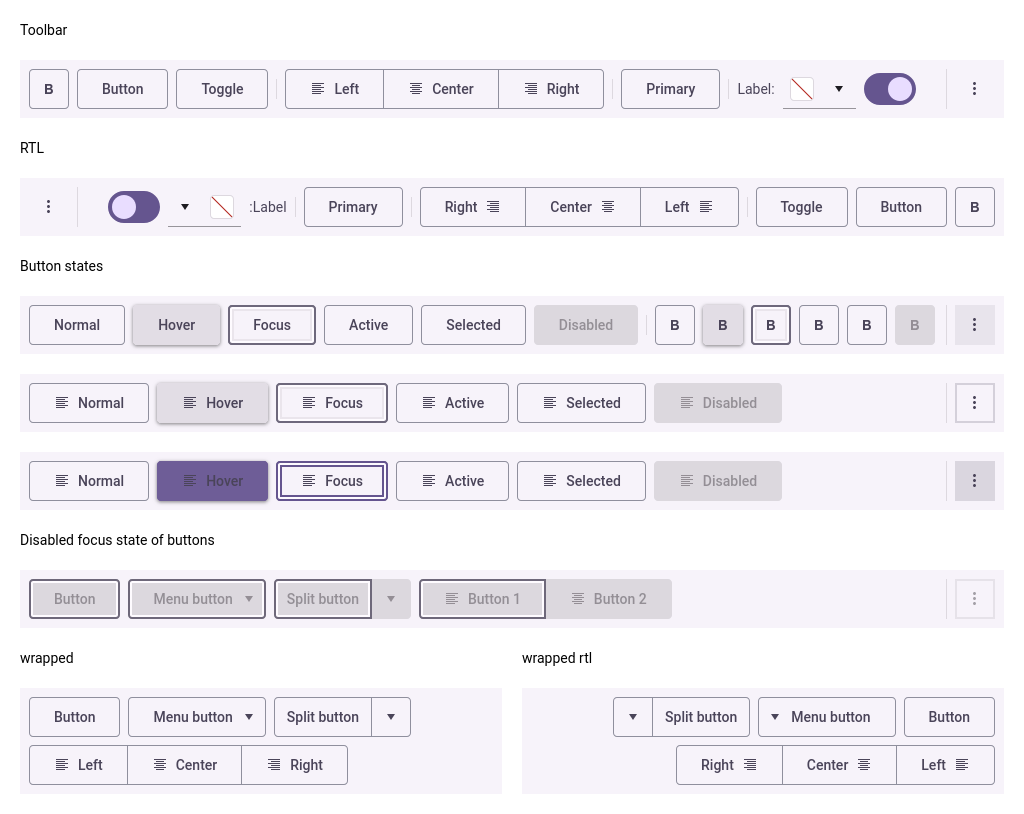 Toolbar
B Button Toggle Left Center Right Primary Label:
RTL
:Label Primary Right Center Left Toggle Button B
Button states
Normal Hover Focus Active Selected Disabled B B B B B B
Normal Hover Focus Active Selected Disabled
Normal Hover Focus Active Selected Disabled
Disabled focus state of buttons
Button Menu button Split button Button 1 Button 2
wrapped
Button Menu button Split button
Left Center Right
wrapped rtl
Split button Menu button Button
Right Center Left